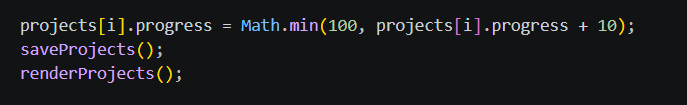 projects[i].progress = Math.min(100, projects[i].progress + 10);
saveProjects();
renderProjects();